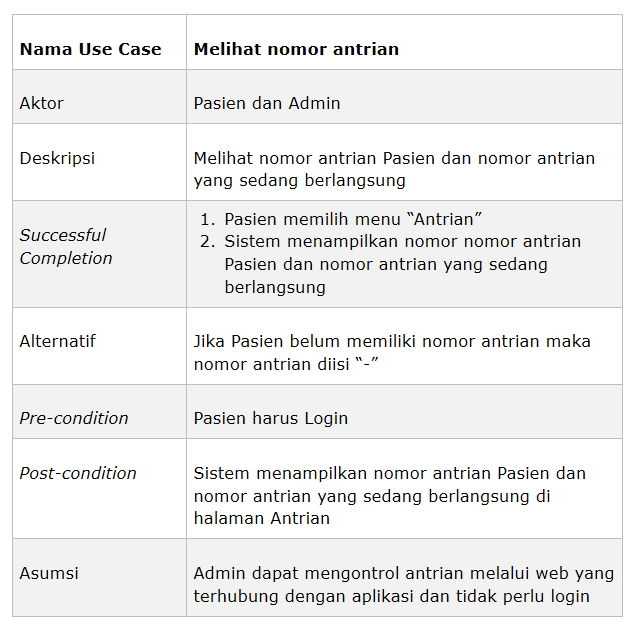 Nama Use Case
Melihat nomor antrian
Aktor
Pasien dan Admin
Deskripsi
Melihat nomor antrian Pasien dan nomor antrian
yang sedang berlangsung
Successful
Completion
1. Pasien memilih menu “Antrian”
2. Sistem menampilkan nomor nomor antrian
Pasien dan nomor antrian yang sedang
berlangsung
Alternatif
Jika Pasien belum memiliki nomor antrian maka
nomor antrian diisi “-”
Pre-condition
Pasien harus Login
Post-condition
Sistem menampilkan nomor antrian Pasien dan
nomor antrian yang sedang berlangsung di
halaman Antrian
Asumsi
Admin dapat mengontrol antrian melalui web yang
terhubung dengan aplikasi dan tidak perlu login